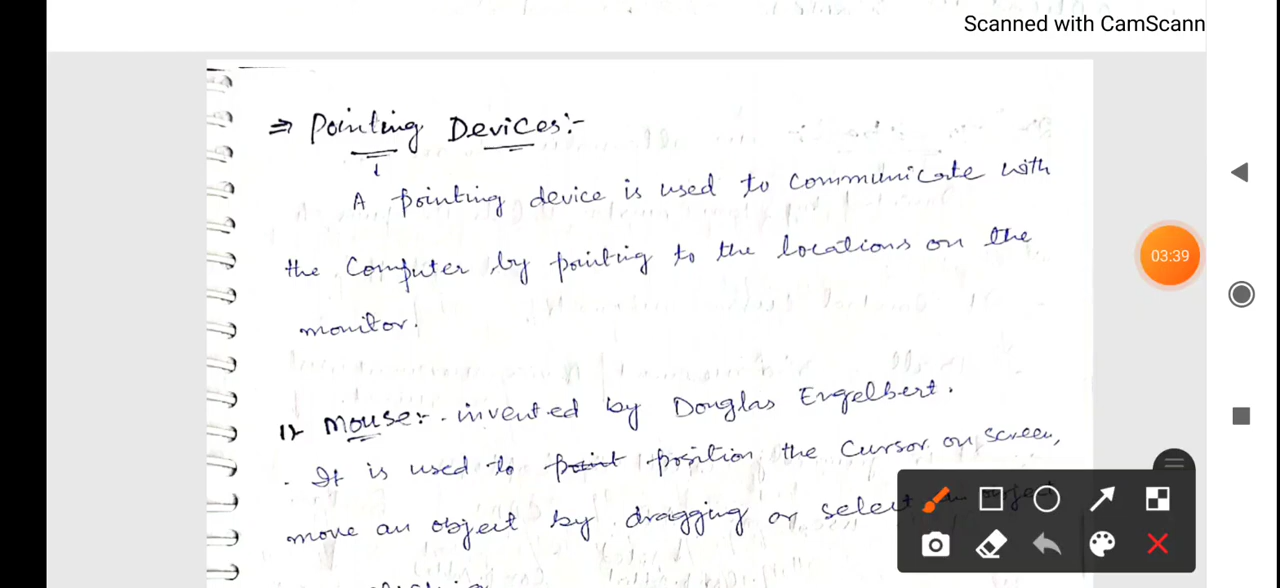 Scanned with CamScann
⇒ Pointing Devices:-
A pointing device is used to communicate with
the Computer by pointing to the locations on the
monitor.
03:39
1) Mouse:- invented by Douglas Engelbert.
It is used to point position the Cursor on screen,
move an object by dragging or select